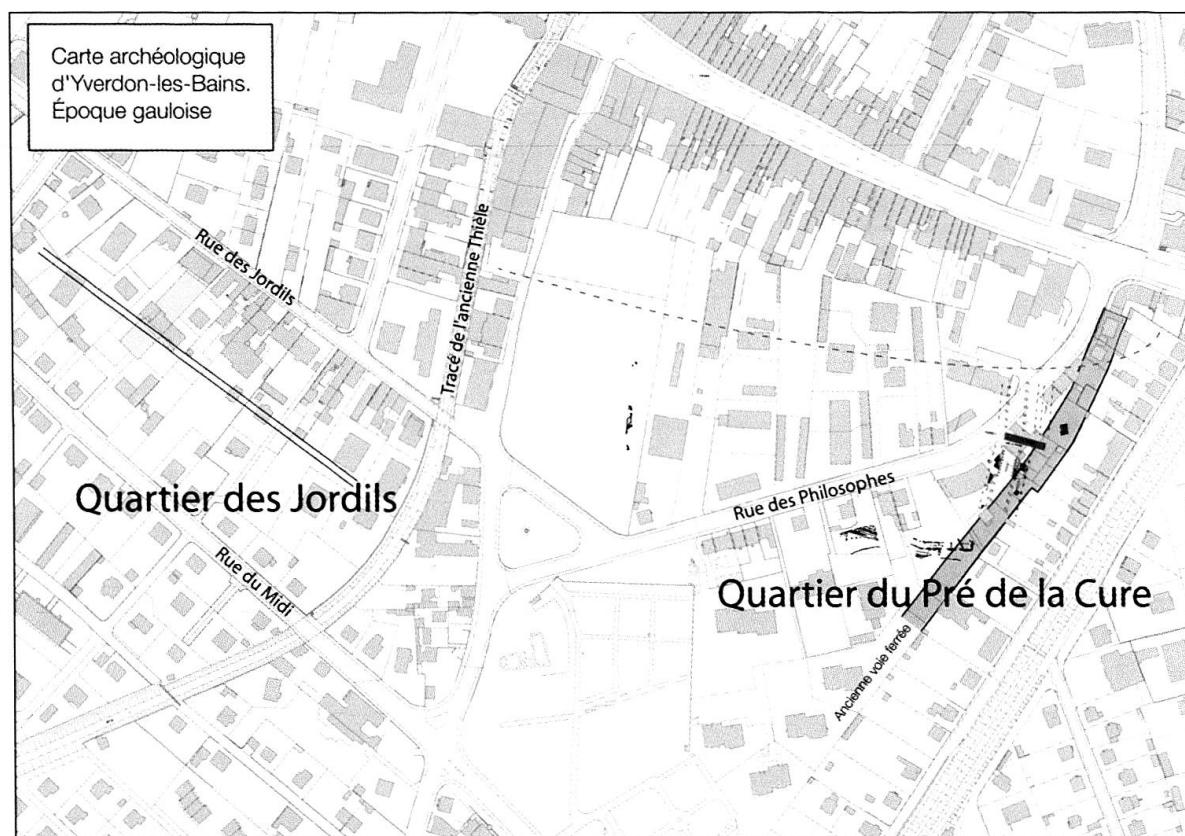 Carte archéologique
d'Yverdon-les-Bains.
Époque gauloise
Rue des Jordils
Tracé de l'ancienne Thièle
Quartier des Jordils
Rue du Midi
Rue des Philosophes
Quartier du Pré de la Cure
Ancienne voie ferrée